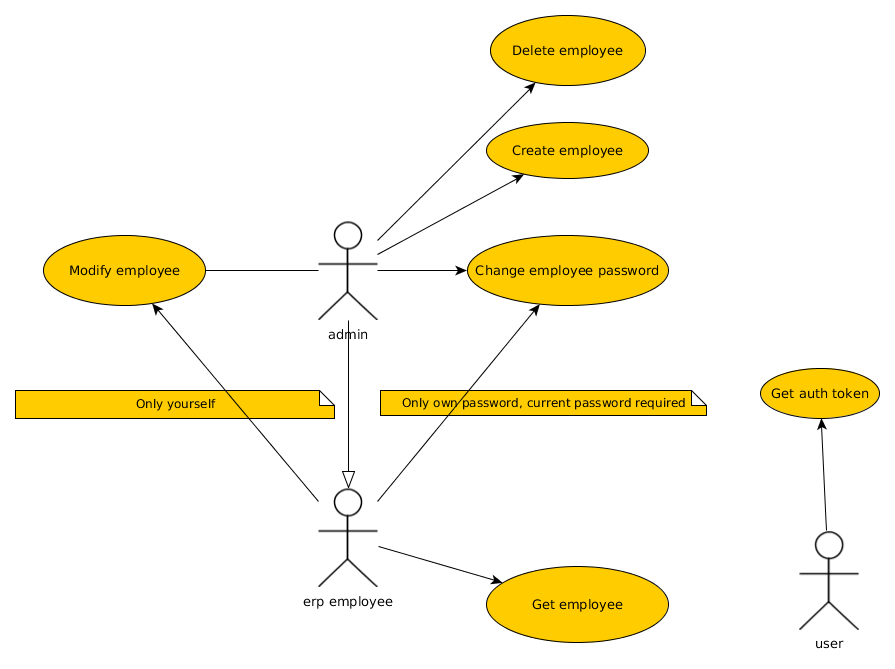 Delete employee
Create employee
Modify employee
Change employee password
admin
Only yourself
Only own password, current password required
Get auth token
erp employee
Get employee
user